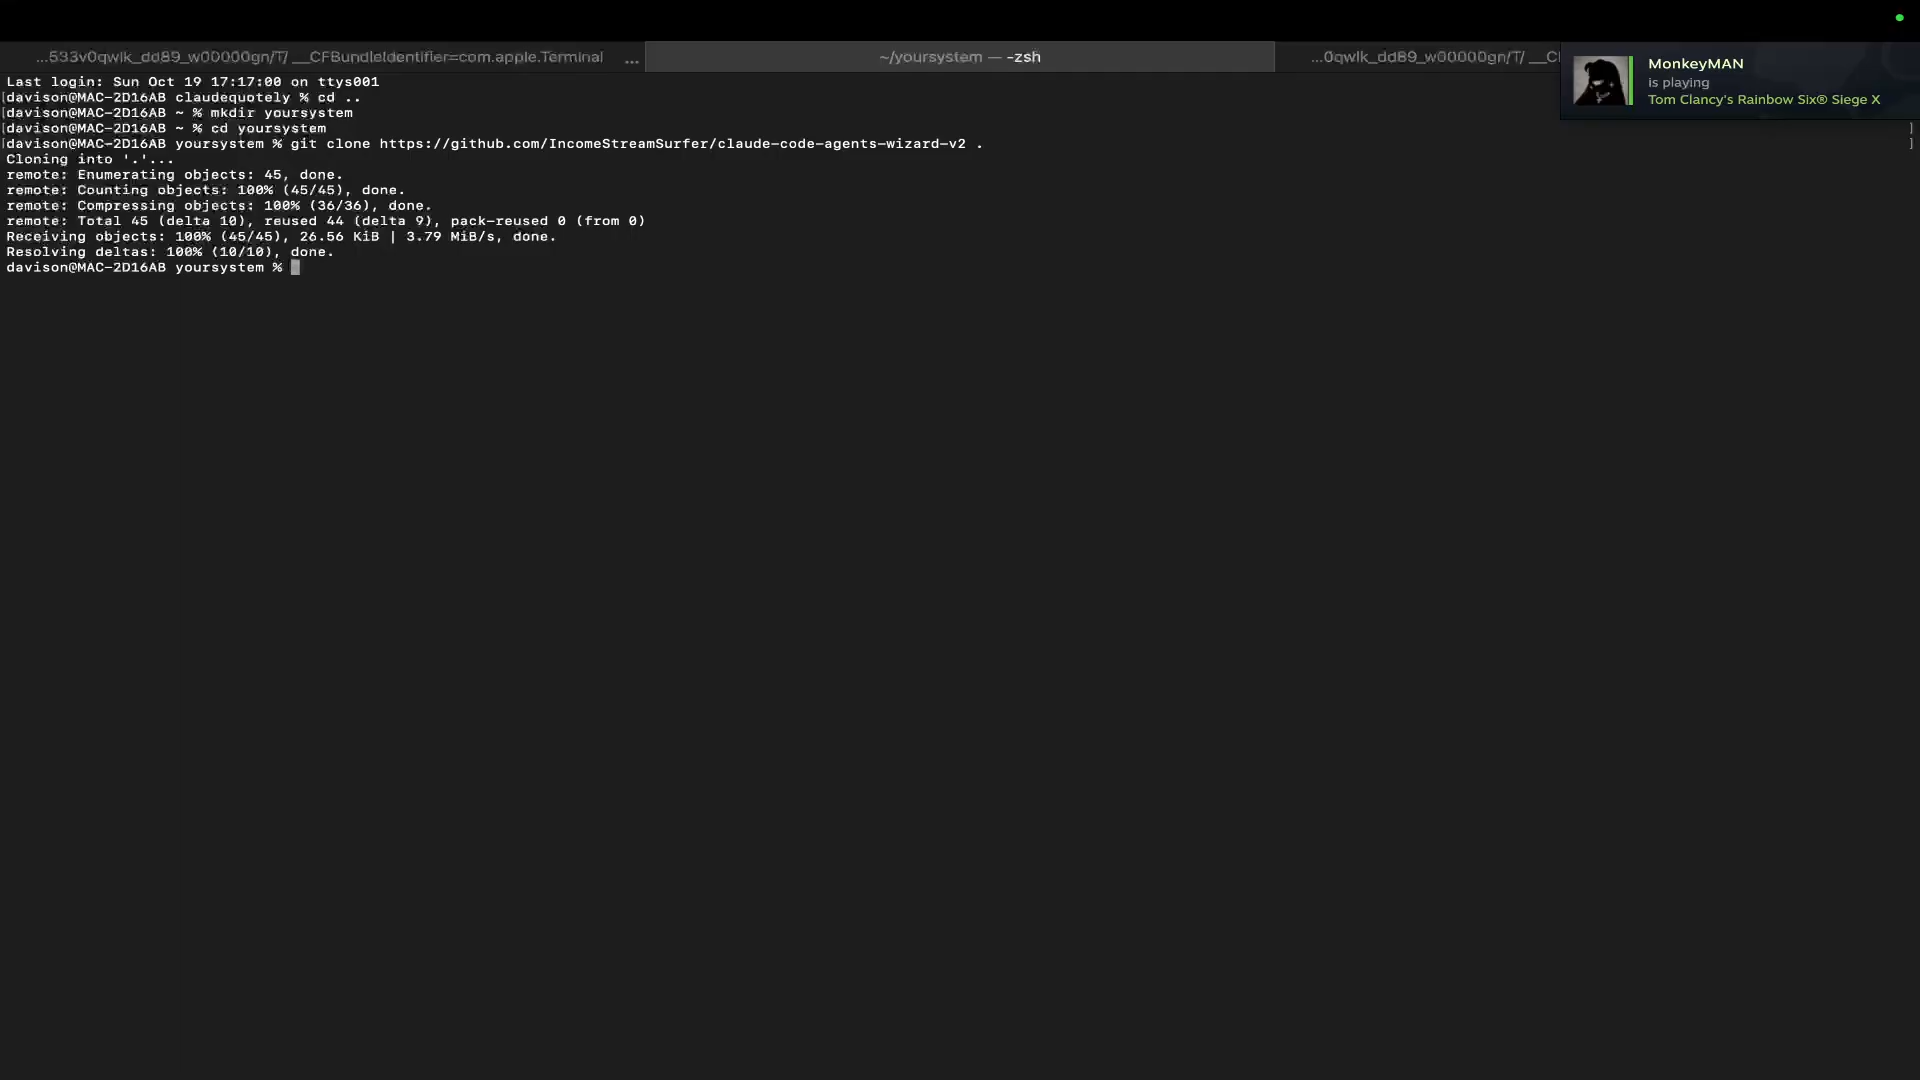 ...533v0qwlk_dd89_w00000gn/T/ __CFBundleIdentifier=com.apple.Terminal ...
~/yoursystem — -zsh
...0qwlk_dd89_w00000gn/T/ __CF
MonkeyMAN
is playing
Tom Clancy's Rainbow Six® Siege X
Last login: Sun Oct 19 17:17:00 on ttys001
[davison@MAC-2D16AB claudequotely % cd ..
[davison@MAC-2D16AB ~ % mkdir yoursystem
[davison@MAC-2D16AB ~ % cd yoursystem ]
[davison@MAC-2D16AB yoursystem % git clone https://github.com/IncomeStreamSurfer/claude-code-agents-wizard-v2 . ]
Cloning into '.'...
remote: Enumerating objects: 45, done.
remote: Counting objects: 100% (45/45), done.
remote: Compressing objects: 100% (36/36), done.
remote: Total 45 (delta 10), reused 44 (delta 9), pack-reused 0 (from 0)
Receiving objects: 100% (45/45), 26.56 KiB | 3.79 MiB/s, done.
Resolving deltas: 100% (10/10), done.
davison@MAC-2D16AB yoursystem %